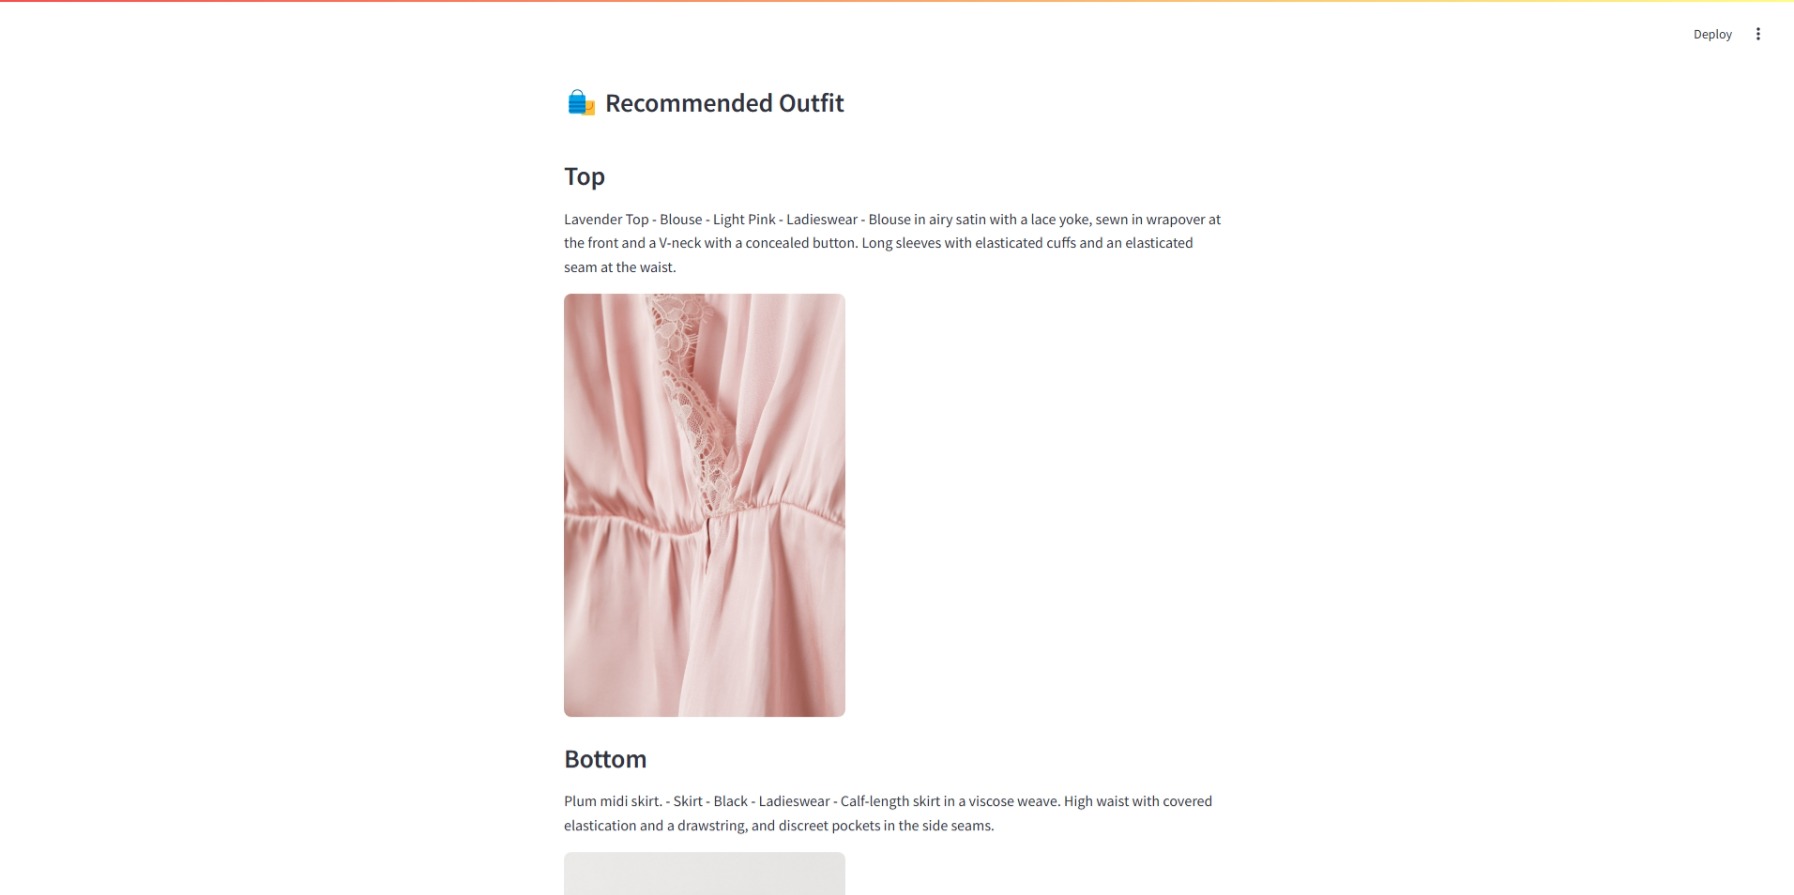 Deploy
Recommended Outfit
Top
Lavender Top - Blouse - Light Pink - Ladieswear - Blouse in airy satin with a lace yoke, sewn in wrapover at
the front and a V-neck with a concealed button. Long sleeves with elasticated cuffs and an elasticated
seam at the waist.
Bottom
Plum midi skirt. - Skirt - Black - Ladieswear - Calf-length skirt in a viscose weave. High waist with covered
elastication and a drawstring, and discreet pockets in the side seams.